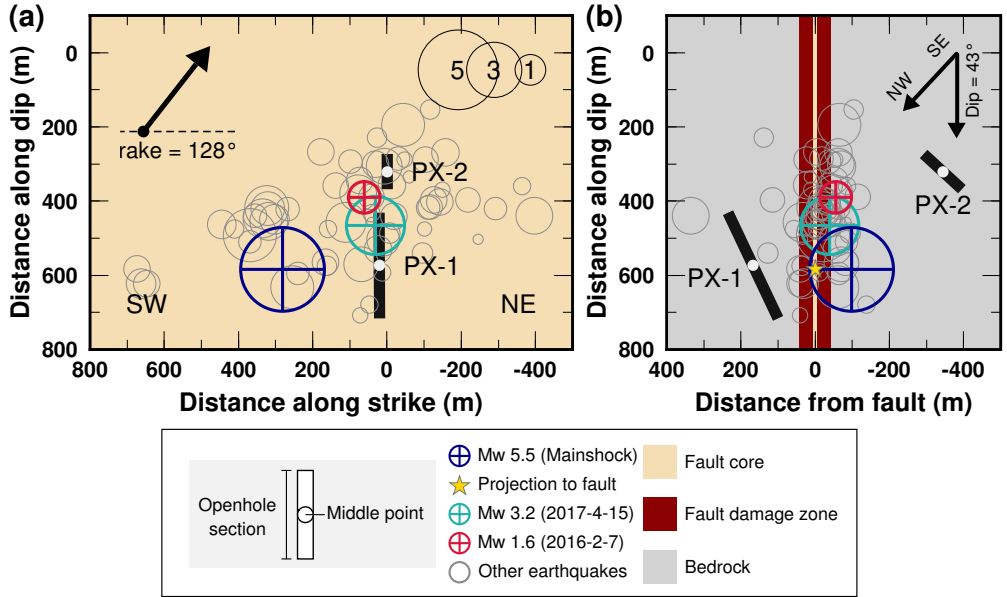 (a)
(b)
0
200
400
600
800
Distance along dip (m)
800 600 400 200 0 -200 -400
Distance along strike (m)
rake = 128°
5 3 1
PX-2
PX-1
SW
NE
0
200
400
600
800
Distance along dip (m)
400 200 0 -200 -400
Distance from fault (m)
SE
NW
Dip = 43°
PX-2
PX-1
Openhole
section
Middle point
Mw 5.5 (Mainshock)
Projection to fault
Mw 3.2 (2017-4-15)
Mw 1.6 (2016-2-7)
Other earthquakes
Fault core
Fault damage zone
Bedrock